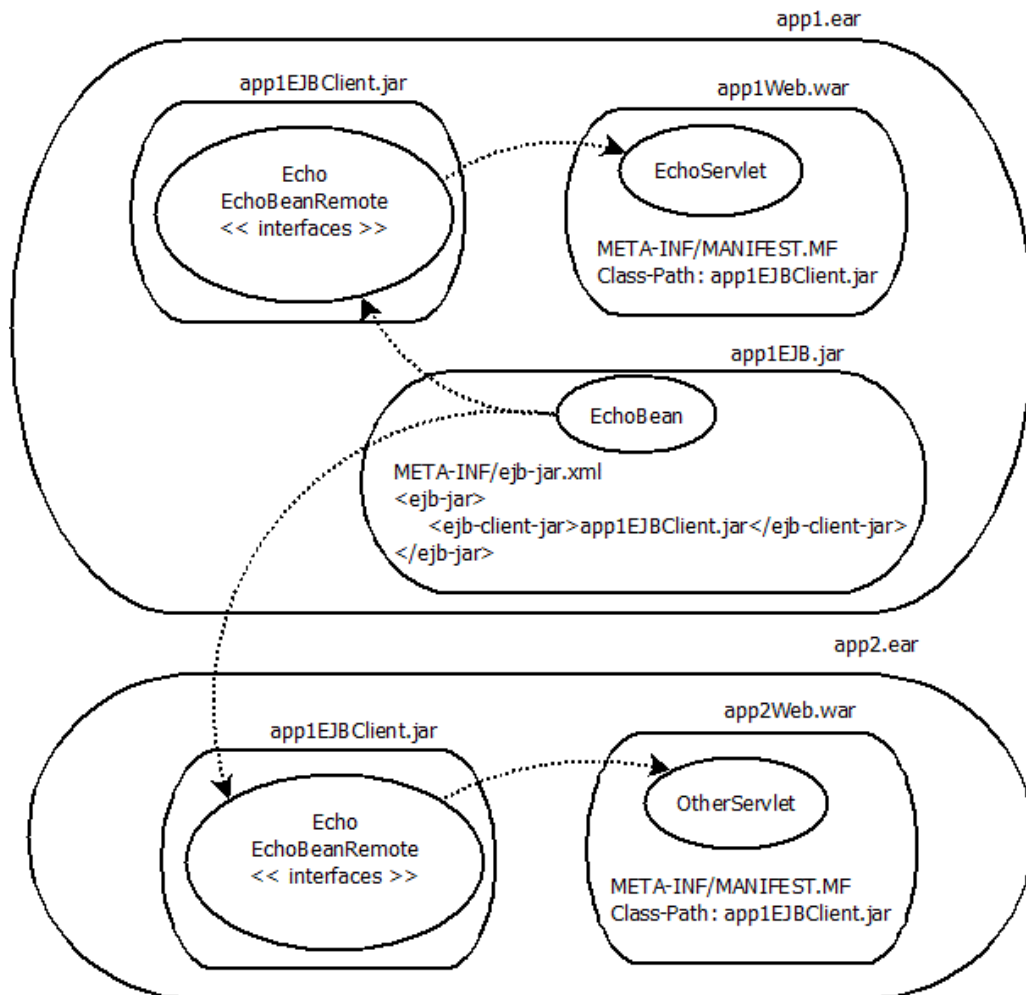 app1.ear
app1EJBClient.jar
app1Web.war
Echo
EchoBeanRemote
<< interfaces >>
EchoServlet
META-INF/MANIFEST.MF
Class-Path: app1EJBClient.jar
app1EJB.jar
EchoBean
META-INF/ejb-jar.xml
<ejb-jar>
<ejb-client-jar>app1EJBClient.jar</ejb-client-jar>
</ejb-jar>
app2.ear
app1EJBClient.jar
app2Web.war
Echo
EchoBeanRemote
<< interfaces >>
OtherServlet
META-INF/MANIFEST.MF
Class-Path: app1EJBClient.jar